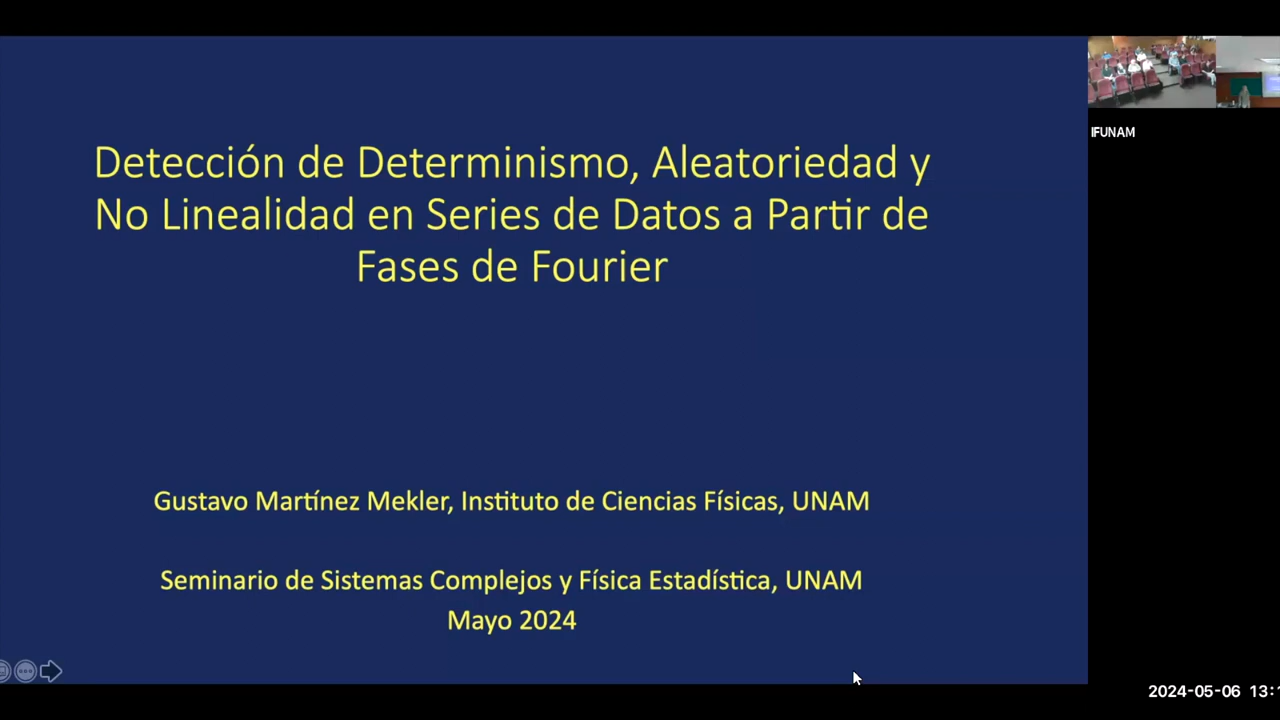 Detección de Determinismo, Aleatoriedad y
No Linealidad en Series de Datos a Partir de
Fases de Fourier
Gustavo Martínez Mekler, Instituto de Ciencias Físicas, UNAM
Seminario de Sistemas Complejos y Física Estadística, UNAM
Mayo 2024
IFUNAM
2024-05-06 13: